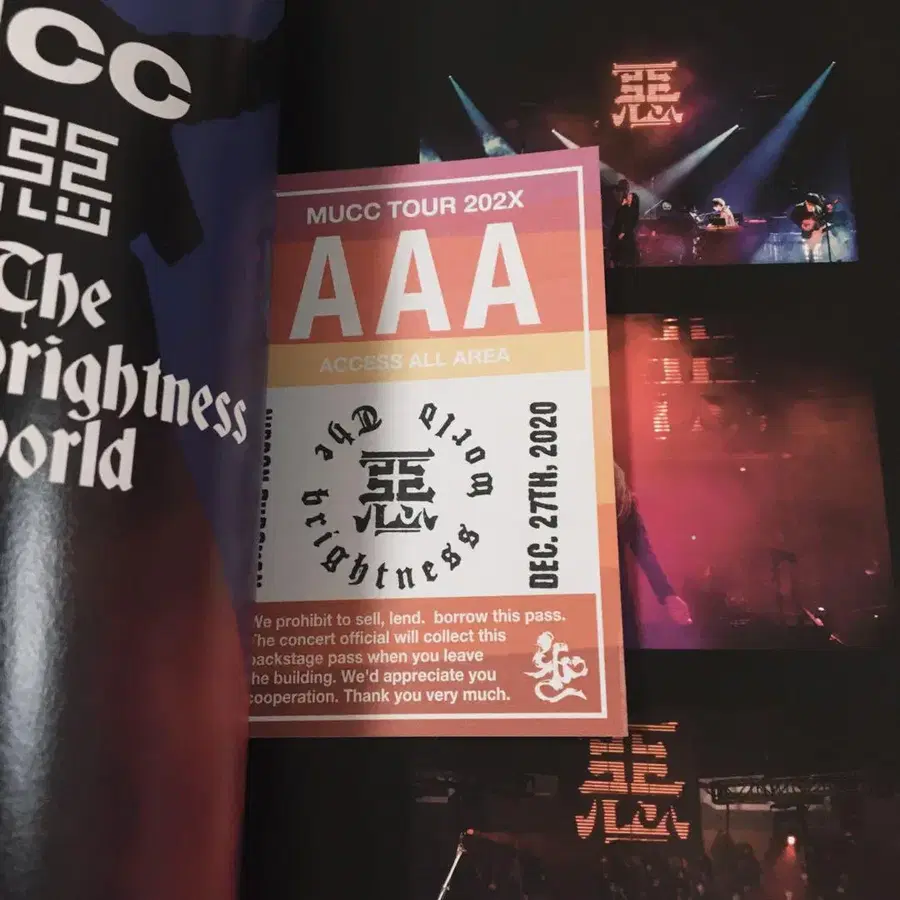 CC
惡
The
brightness
world
MUCC TOUR 202X
AAA
ACCESS ALL AREA
The brightness world
惡
DEC. 27TH, 2020
We prohibit to sell, lend. borrow this pass.
The concert official will collect this
backstage pass when you leave
the building. We'd appreciate you
cooperation. Thank you very much.
惡
惡